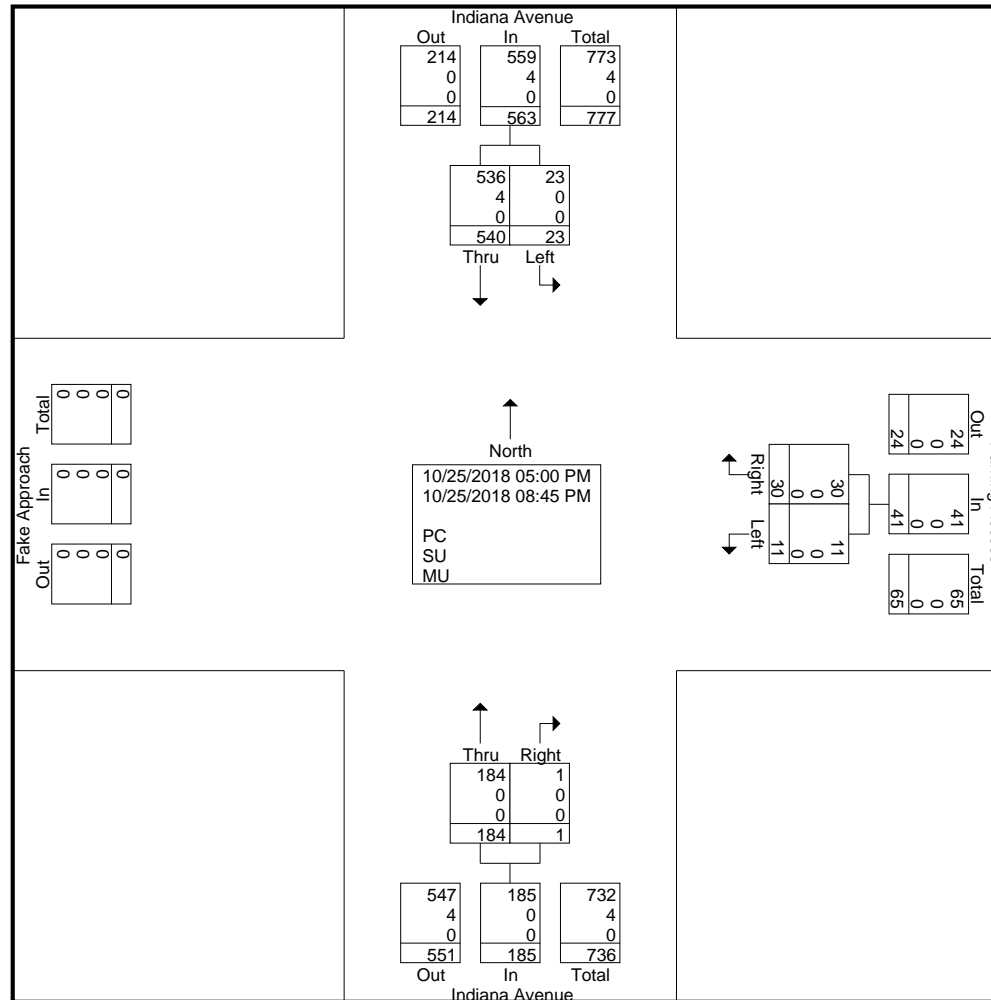 Indiana Avenue
Out In Total
214 559 773
0 4 4
0 0 0
214 563 777
536 23
4 0
0 0
540 23
Thru Left
Total
0 0 0 0
In
0 0 0 0
Out
0 0 0 0
Fake Approach
North
10/25/2018 05:00 PM
10/25/2018 08:45 PM
PC
SU
MU
Right
30 0 0 30
Left
11 0 0 11
Out
24 0 0 24
In
41 0 0 41
Total
65 0 0 65
Thru Right
184 1
0 0
0 0
184 1
547 185 732
4 0 4
0 0 0
551 185 736
Out In Total
Indiana Avenue